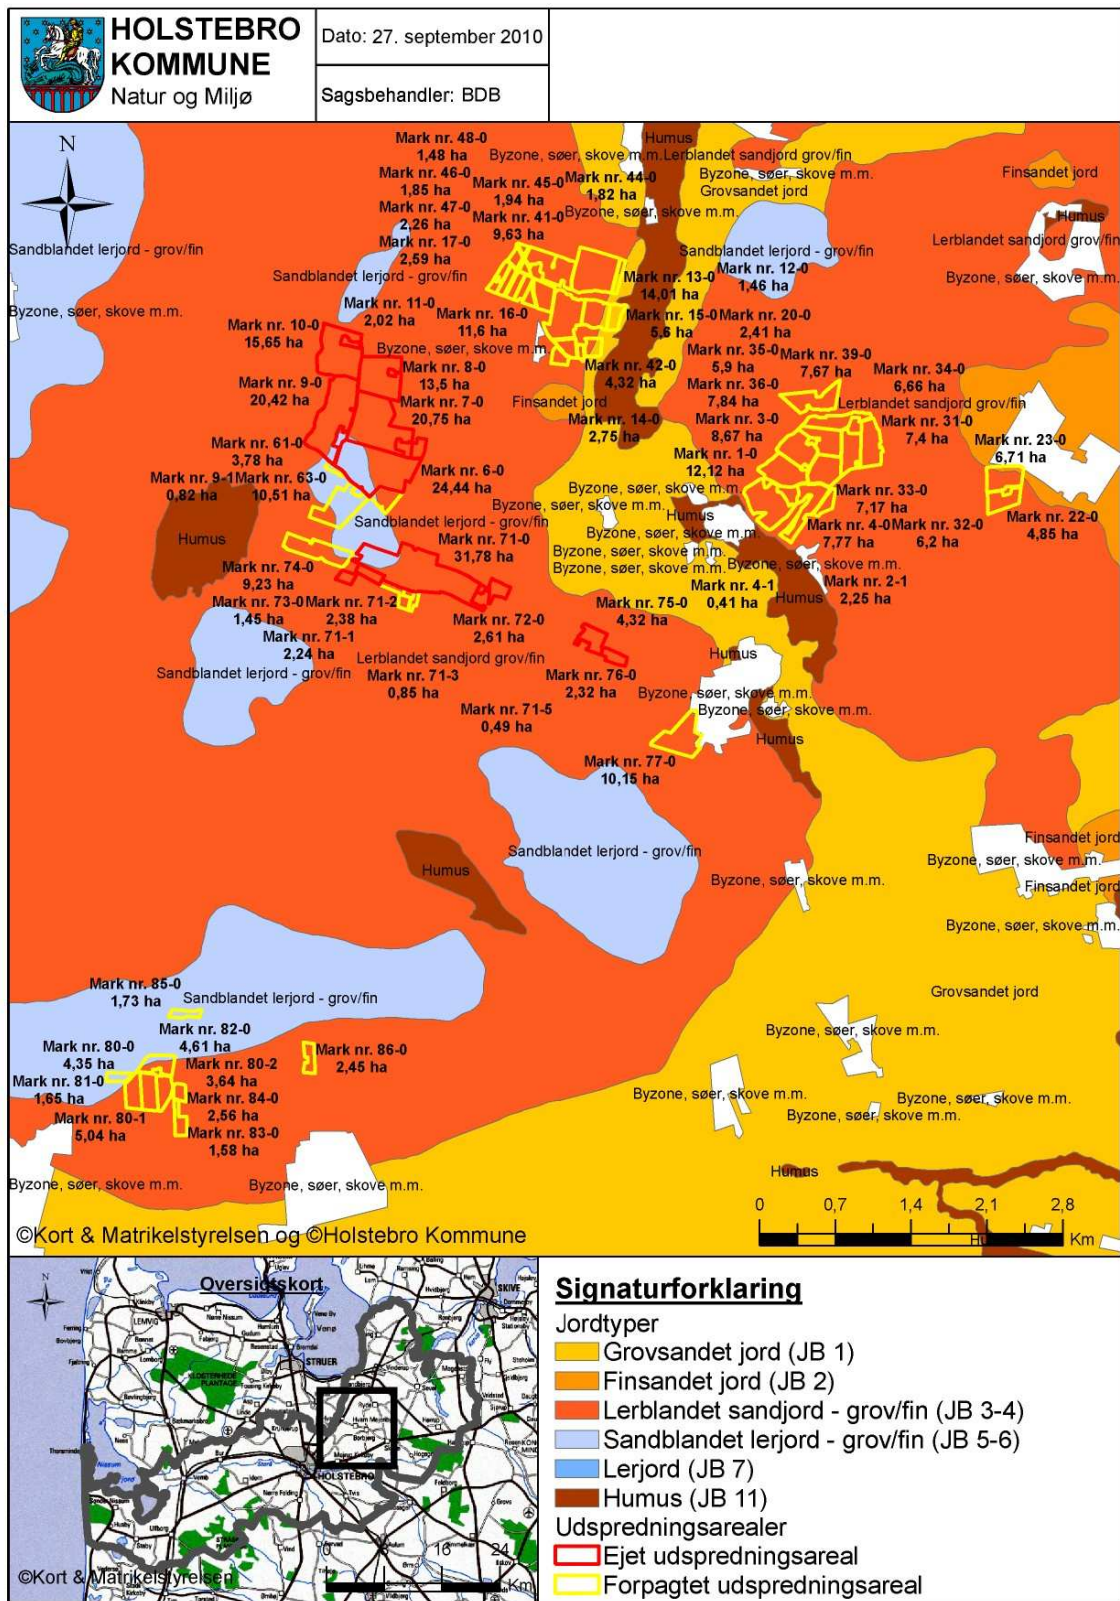 HOLSTEBRO
KOMMUNE
Natur og Miljø
Dato: 27. september 2010
Sagsbehandler: BDB
N
Mark nr. 48-0
1,48 ha
Mark nr. 46-0
1,85 ha
Mark nr. 47-0
2,26 ha
Mark nr. 17-0
2,59 ha
Mark nr. 45-0
1,94 ha
Mark nr. 41-0
9,63 ha
Mark nr. 44-0
1,82 ha
Humus
Byzone, søer, skove m.m.
Lerblandet sandjord grov/fin
Byzone, søer, skove m.m.
Grovsandet jord
Byzone, søer, skove m.m.
Finsandet jord
Humus
Lerblandet sandjord grov/fin
Byzone, søer, skove m.m.
Sandblandet lerjord - grov/fin
Byzone, søer, skove m.m.
Sandblandet lerjord - grov/fin
Sandblandet lerjord - grov/fin
Mark nr. 12-0
1,46 ha
Mark nr. 13-0
14,01 ha
Mark nr. 11-0
2,02 ha
Mark nr. 16-0
11,6 ha
Mark nr. 15-0
5,6 ha
Mark nr. 20-0
2,41 ha
Mark nr. 10-0
15,65 ha
Byzone, søer, skove m.m.
Mark nr. 35-0
5,9 ha
Mark nr. 39-0
7,67 ha
Mark nr. 8-0
13,5 ha
Mark nr. 42-0
4,32 ha
Mark nr. 34-0
6,66 ha
Mark nr. 9-0
20,42 ha
Mark nr. 36-0
7,84 ha
Mark nr. 7-0
20,75 ha
Finsandet jord
Lerblandet sandjord grov/fin
Mark nr. 14-0
2,75 ha
Mark nr. 3-0
8,67 ha
Mark nr. 31-0
7,4 ha
Mark nr. 61-0
3,78 ha
Mark nr. 23-0
6,71 ha
Mark nr. 1-0
12,12 ha
Mark nr. 9-1
0,82 ha
Mark nr. 63-0
10,51 ha
Mark nr. 6-0
24,44 ha
Byzone, søer, skove m.m.
Mark nr. 33-0
7,17 ha
Byzone, søer, skove m.m.
Humus
Mark nr. 22-0
4,85 ha
Sandblandet lerjord - grov/fin
Byzone, søer, skove m.m.
Mark nr. 4-0
7,77 ha
Mark nr. 32-0
6,2 ha
Humus
Mark nr. 71-0
31,78 ha
Byzone, søer, skove m.m.
Byzone, søer, skove m.m.
Byzone, søer, skove m.m.
Mark nr. 74-0
9,23 ha
Mark nr. 4-1
0,41 ha
Mark nr. 2-1
2,25 ha
Humus
Mark nr. 73-0
1,45 ha
Mark nr. 71-2
2,38 ha
Mark nr. 75-0
4,32 ha
Mark nr. 72-0
2,61 ha
Mark nr. 71-1
2,24 ha
Humus
Lerblandet sandjord grov/fin
Sandblandet lerjord - grov/fin
Mark nr. 71-3
0,85 ha
Mark nr. 76-0
2,32 ha
Byzone, søer, skove m.m.
Mark nr. 71-5
0,49 ha
Byzone, søer, skove m.m.
Humus
Mark nr. 77-0
10,15 ha
Finsandet jord
Sandblandet lerjord - grov/fin
Byzone, søer, skove m.m.
Humus
Byzone, søer, skove m.m.
Finsandet jord
Byzone, søer, skove m.m.
Mark nr. 85-0
1,73 ha
Sandblandet lerjord - grov/fin
Grovsandet jord
Mark nr. 82-0
4,61 ha
Byzone, søer, skove m.m.
Mark nr. 80-0
4,35 ha
Mark nr. 86-0
2,45 ha
Mark nr. 80-2
3,64 ha
Mark nr. 81-0
1,65 ha
Byzone, søer, skove m.m.
Byzone, søer, skove m.m.
Mark nr. 84-0
2,56 ha
Byzone, søer, skove m.m.
Mark nr. 80-1
5,04 ha
Mark nr. 83-0
1,58 ha
Humus
Byzone, søer, skove m.m.
Byzone, søer, skove m.m.
0 0,7 1,4 2,1 2,8
Km
©Kort & Matrikelstyrelsen og ©Holstebro Kommune
Oversigtskort
N
SKIVE
LEMVIG
STRUER
KLOSTERHEDE
PLANTAGE
HOLSTEBRO
0 8 16 24
Km
©Kort & Matrikelstyrelsen
Signaturforklaring
Jordtyper
Grovsandet jord (JB 1)
Finsandet jord (JB 2)
Lerblandet sandjord - grov/fin (JB 3-4)
Sandblandet lerjord - grov/fin (JB 5-6)
Lerjord (JB 7)
Humus (JB 11)
Udspredningsarealer
Ejet udspredningsareal
Forpagtet udspredningsareal